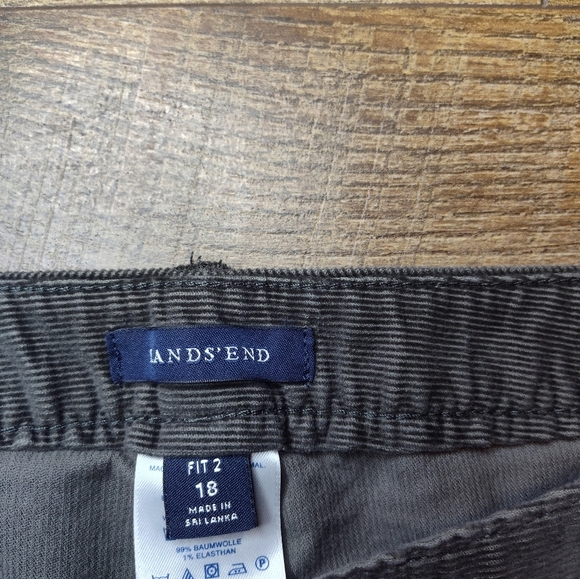 LANDS'END
FIT 2
18
MADE IN
SRI LANKA
99% BAUMWOLLE
1% ELASTHAN
P